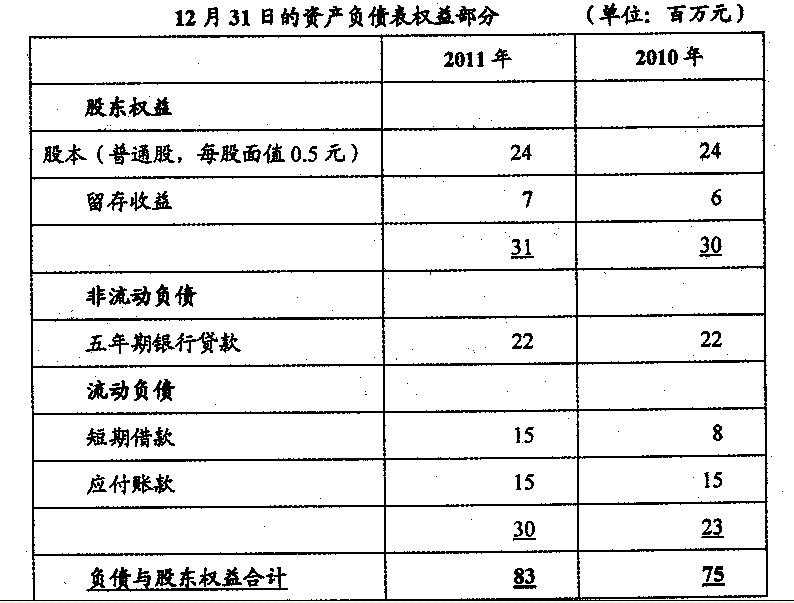 12月31日的资产负债表权益部分 （单位：百万元）
2011年 2010年
股东权益
股本（普通股，每股面值0.5元） 24 24
留存收益 7 6
31 30
非流动负债
五年期银行贷款 22 22
流动负债
短期借款 15 8
应付账款 15 15
30 23
负债与股东权益合计 83 75